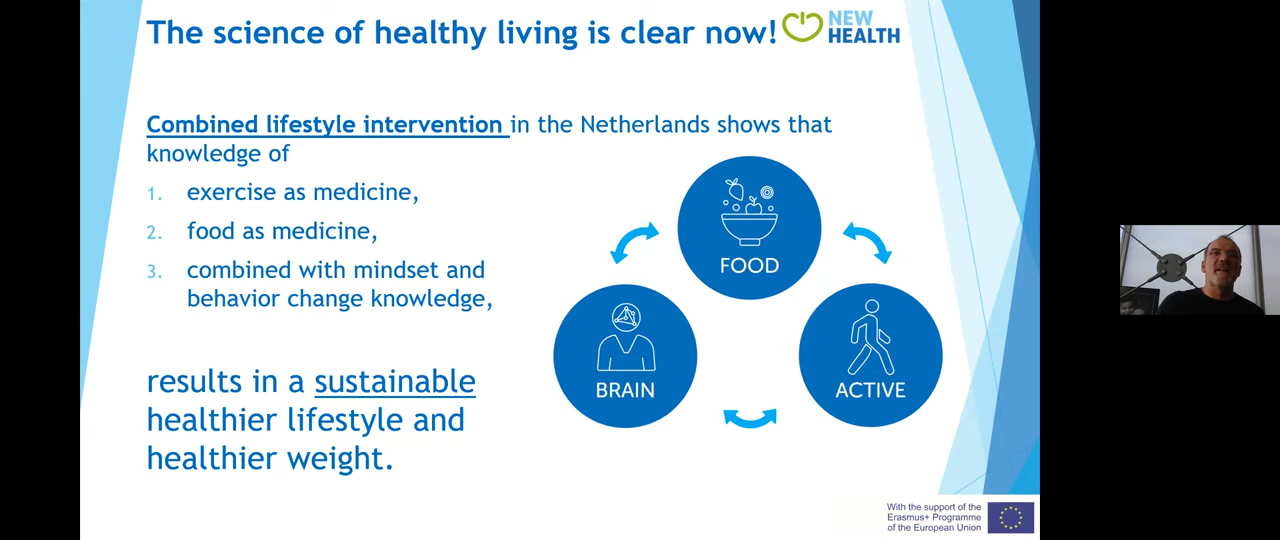 The science of healthy living is clear now!
NEW
HEALTH
Combined lifestyle intervention in the Netherlands shows that
knowledge of
1. exercise as medicine,
2. food as medicine,
3. combined with mindset and
behavior change knowledge,
results in a sustainable
healthier lifestyle and
healthier weight.
FOOD
BRAIN
ACTIVE
With the support of the
Erasmus+ Programme
of the European Union